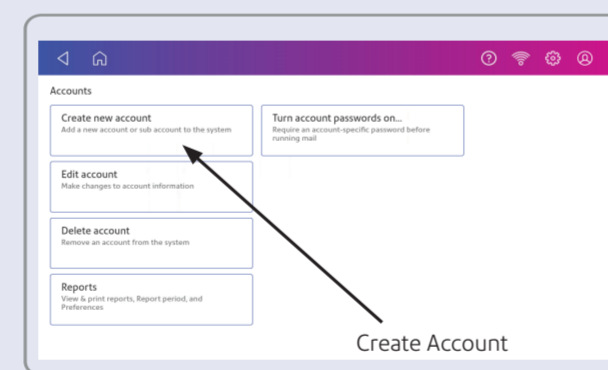 Accounts
Create new account
Add a new account or sub account to the system
Turn account passwords on...
Require an account-specific password before
running mail
Edit account
Make changes to account information
Delete account
Remove an account from the system
Reports
View & print reports, Report period, and
Preferences
Create Account